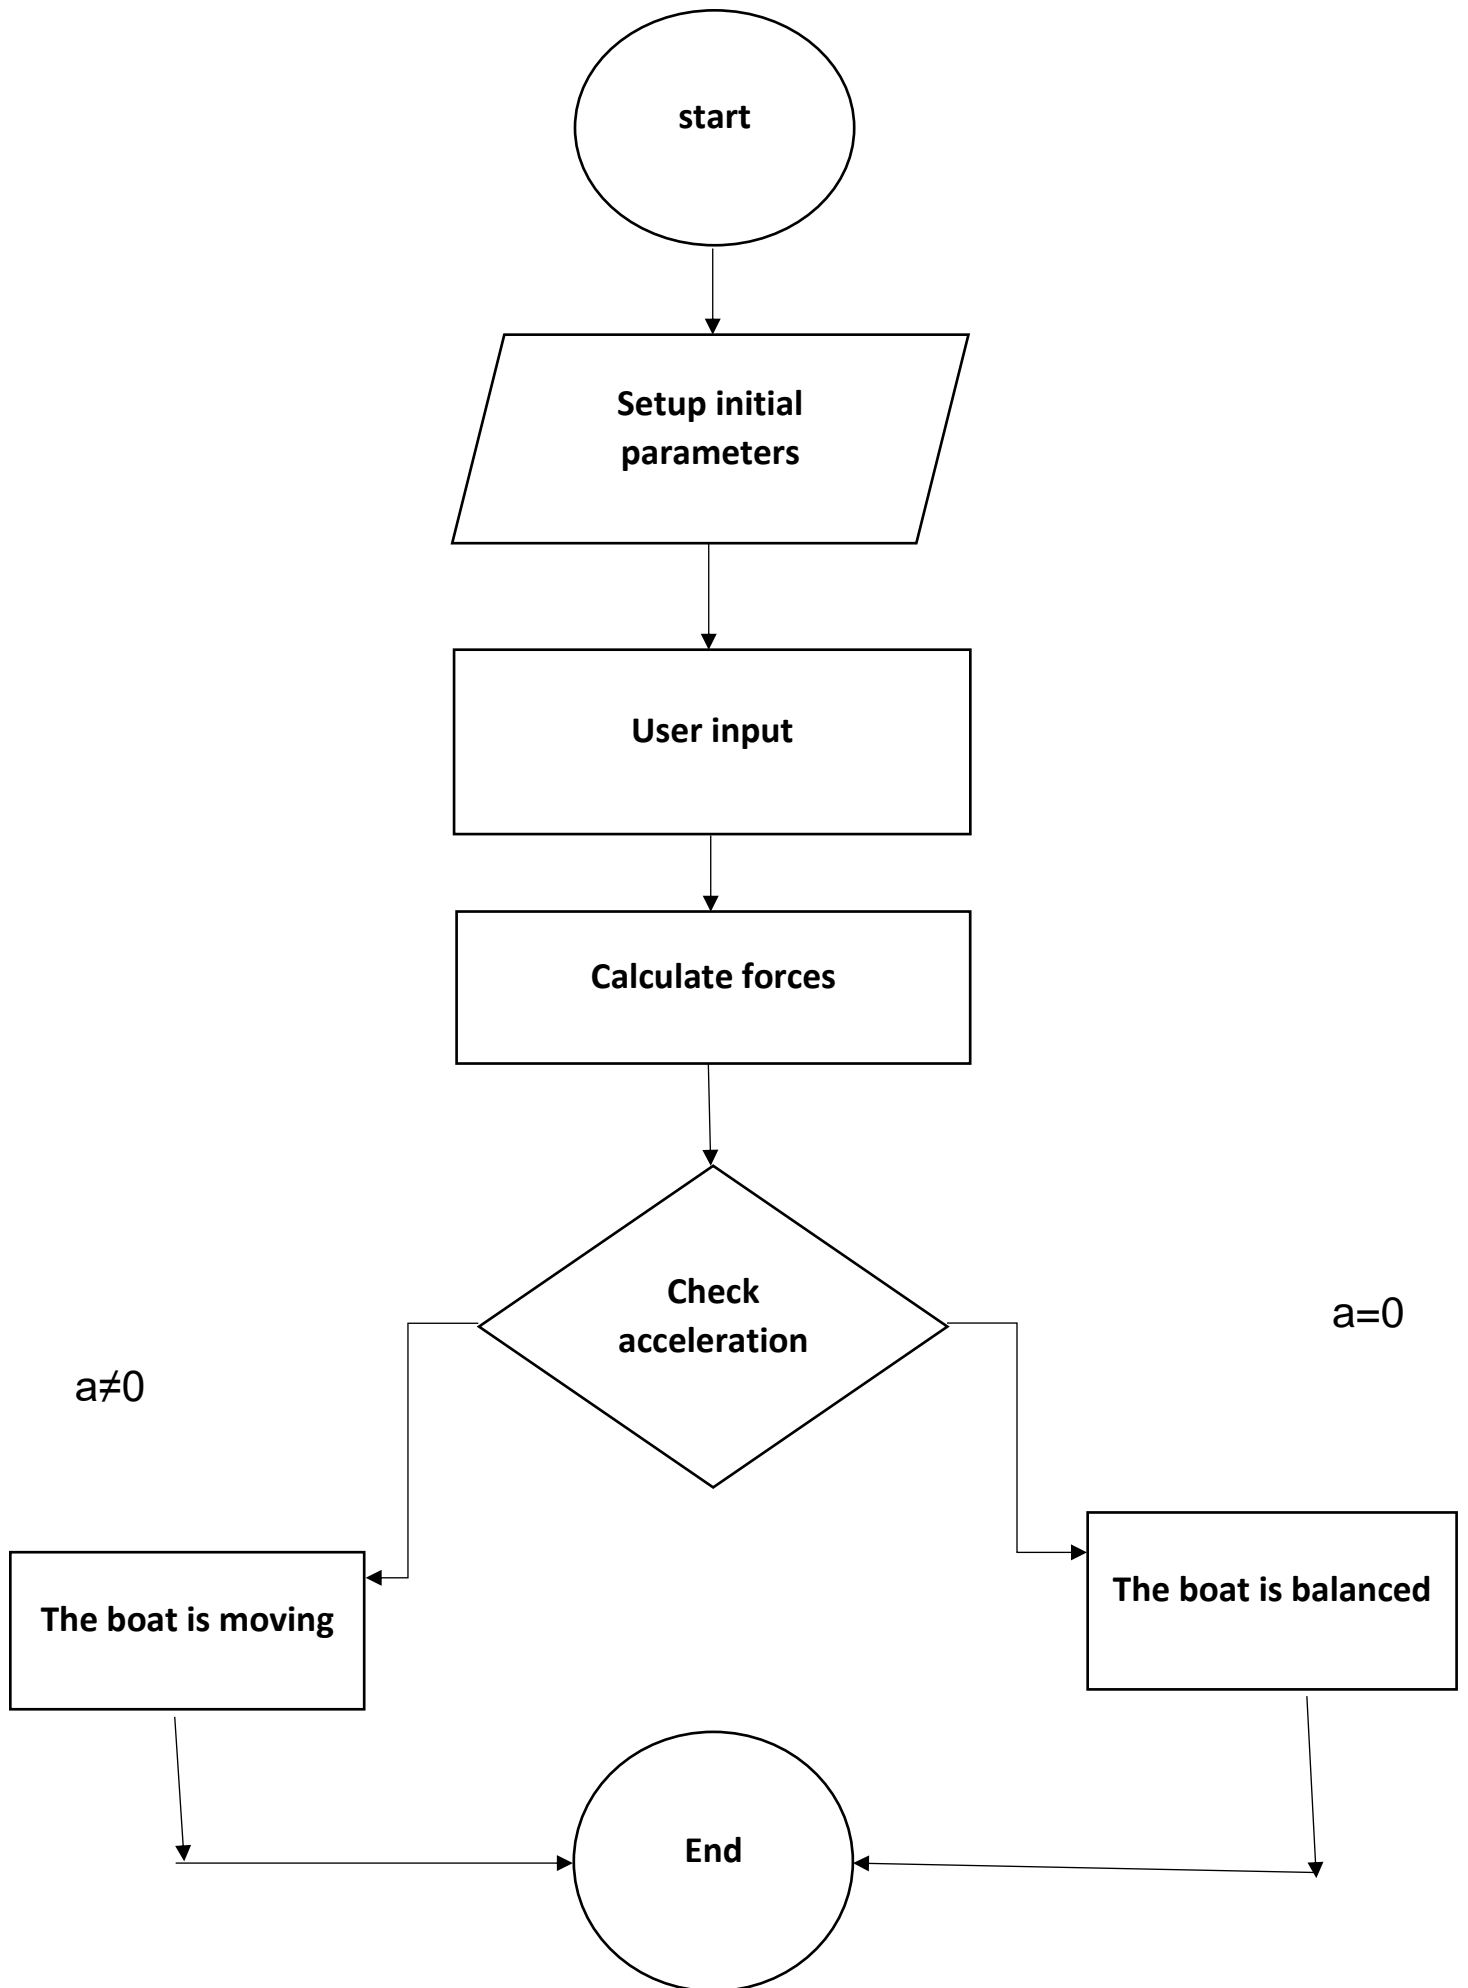 start
Setup initial
parameters
User input
Calculate forces
Check
acceleration
a=0
a≠0
The boat is balanced
The boat is moving
End